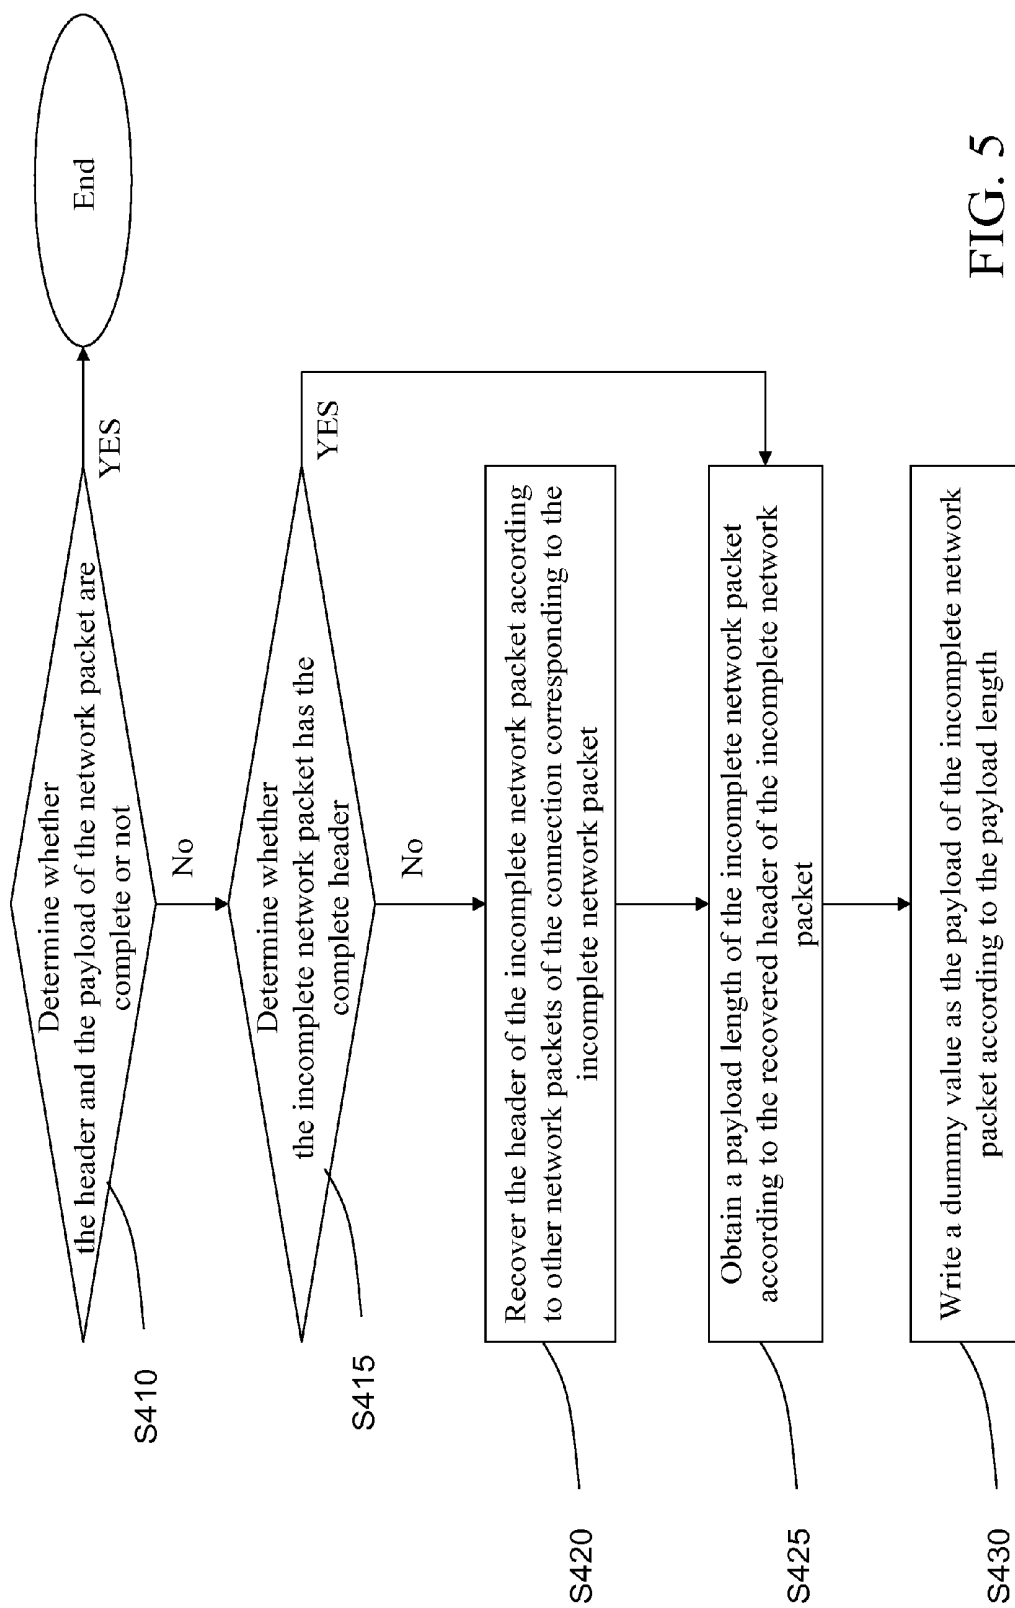 Determine whether
the header and the payload of the network packet are
complete or not
YES
End
S410
No
Determine whether
the incomplete network packet has the
complete header
YES
S415
No
Recover the header of the incomplete network packet according
to other network packets of the connection corresponding to the
incomplete network packet
S420
Obtain a payload length of the incomplete network packet
according to the recovered header of the incomplete network
packet
S425
Write a dummy value as the payload of the incomplete network
packet according to the payload length
S430
FIG. 5